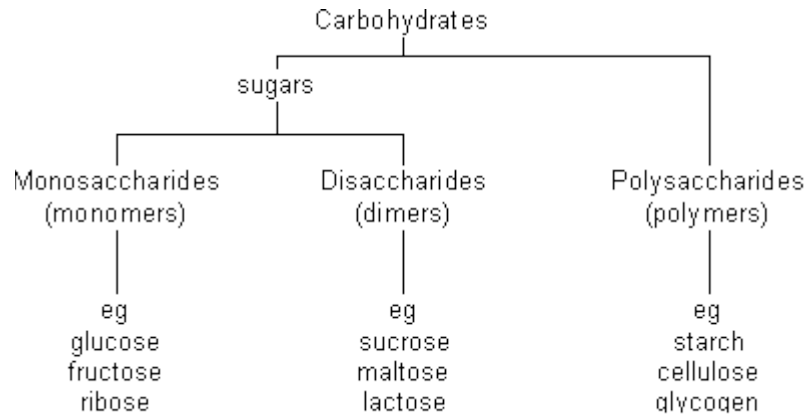 Carbohydrates
sugars
Monosaccharides
(monomers)
Disaccharides
(dimers)
Polysaccharides
(polymers)
eg
glucose
fructose
ribose
eg
sucrose
maltose
lactose
eg
starch
cellulose
glycogen